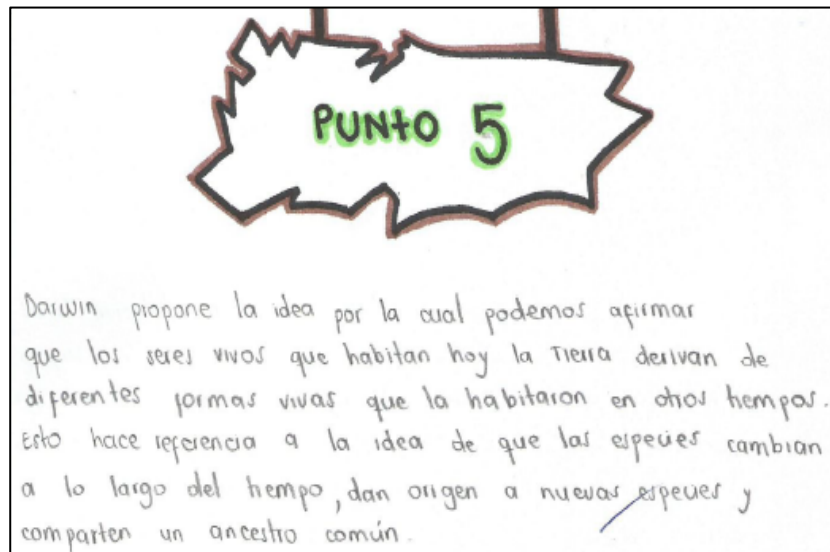 PUNTO 5
Darwin propone la idea por la cual podemos afirmar
que los seres vivos que habitan hoy la Tierra derivan de
diferentes formas vivas que la habitaron en otros tiempos.
Esto hace referencia a la idea de que las especies cambian
a lo largo del tiempo, dan origen a nuevas especies y
comparten un ancestro común.